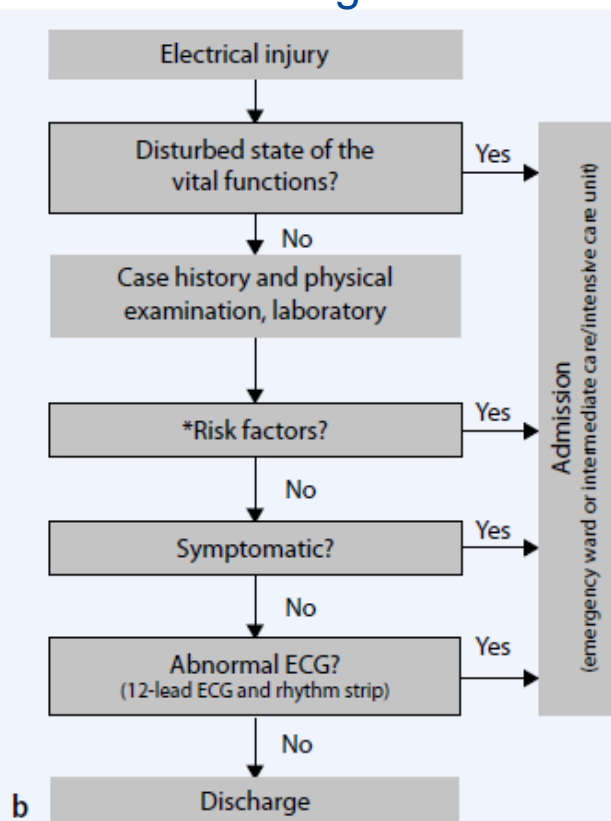 Electrical injury
Disturbed state of the
vital functions?
Yes
No
Case history and physical
examination, laboratory
*Risk factors?
Yes
No
Symptomatic?
Yes
No
Abnormal ECG?
(12-lead ECG and rhythm strip)
Yes
No
Discharge
Admission
(emergency ward or intermediate care/intensive care unit)
b